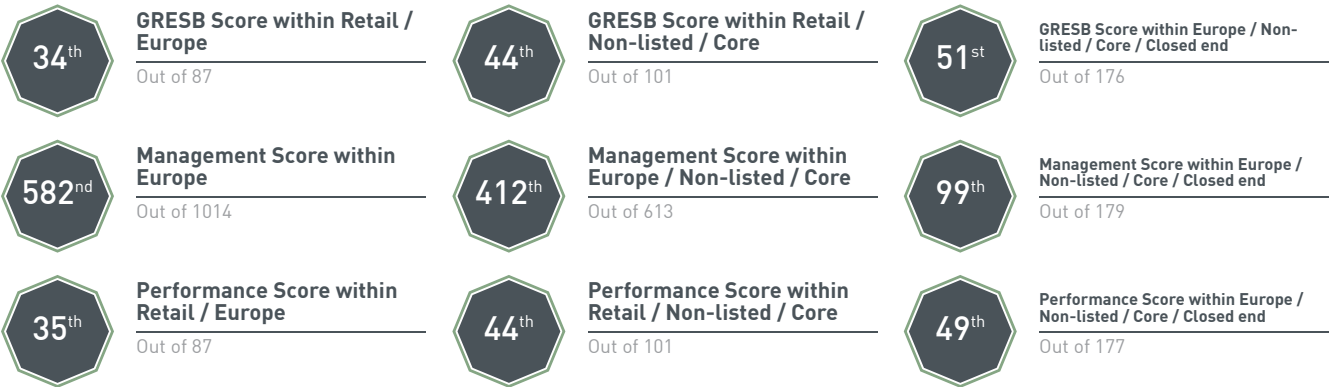 34th
GRESB Score within Retail /
Europe
Out of 87
44th
GRESB Score within Retail /
Non-listed / Core
Out of 101
51st
GRESB Score within Europe / Non-
listed / Core / Closed end
Out of 176
582nd
Management Score within
Europe
Out of 1014
412th
Management Score within
Europe / Non-listed / Core
Out of 613
99th
Management Score within Europe /
Non-listed / Core / Closed end
Out of 179
35th
Performance Score within
Retail / Europe
Out of 87
44th
Performance Score within
Retail / Non-listed / Core
Out of 101
49th
Performance Score within Europe /
Non-listed / Core / Closed end
Out of 177